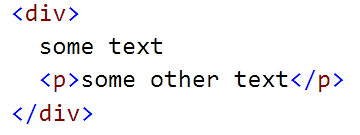 <div>
  some text
  <p>some other text</p>
</div>